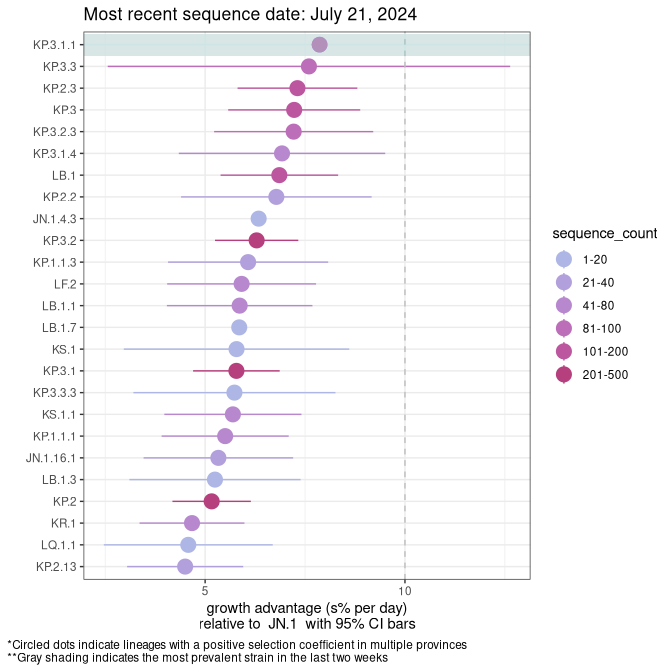 Most recent sequence date: July 21, 2024
KP.3.1.1
KP.3.3
KP.2.3
KP.3
KP.3.2.3
KP.3.1.4
LB.1
KP.2.2
JN.1.4.3
KP.3.2
KP.1.1.3
LF.2
LB.1.1
LB.1.7
KS.1
KP.3.1
KP.3.3.3
KS.1.1
KP.1.1.1
JN.1.16.1
LB.1.3
KP.2
KR.1
LQ.1.1
KP.2.13
5 10
growth advantage (s% per day)
relative to JN.1 with 95% CI bars
sequence_count
1-20
21-40
41-80
81-100
101-200
201-500
*Circled dots indicate lineages with a positive selection coefficient in multiple provinces
**Gray shading indicates the most prevalent strain in the last two weeks